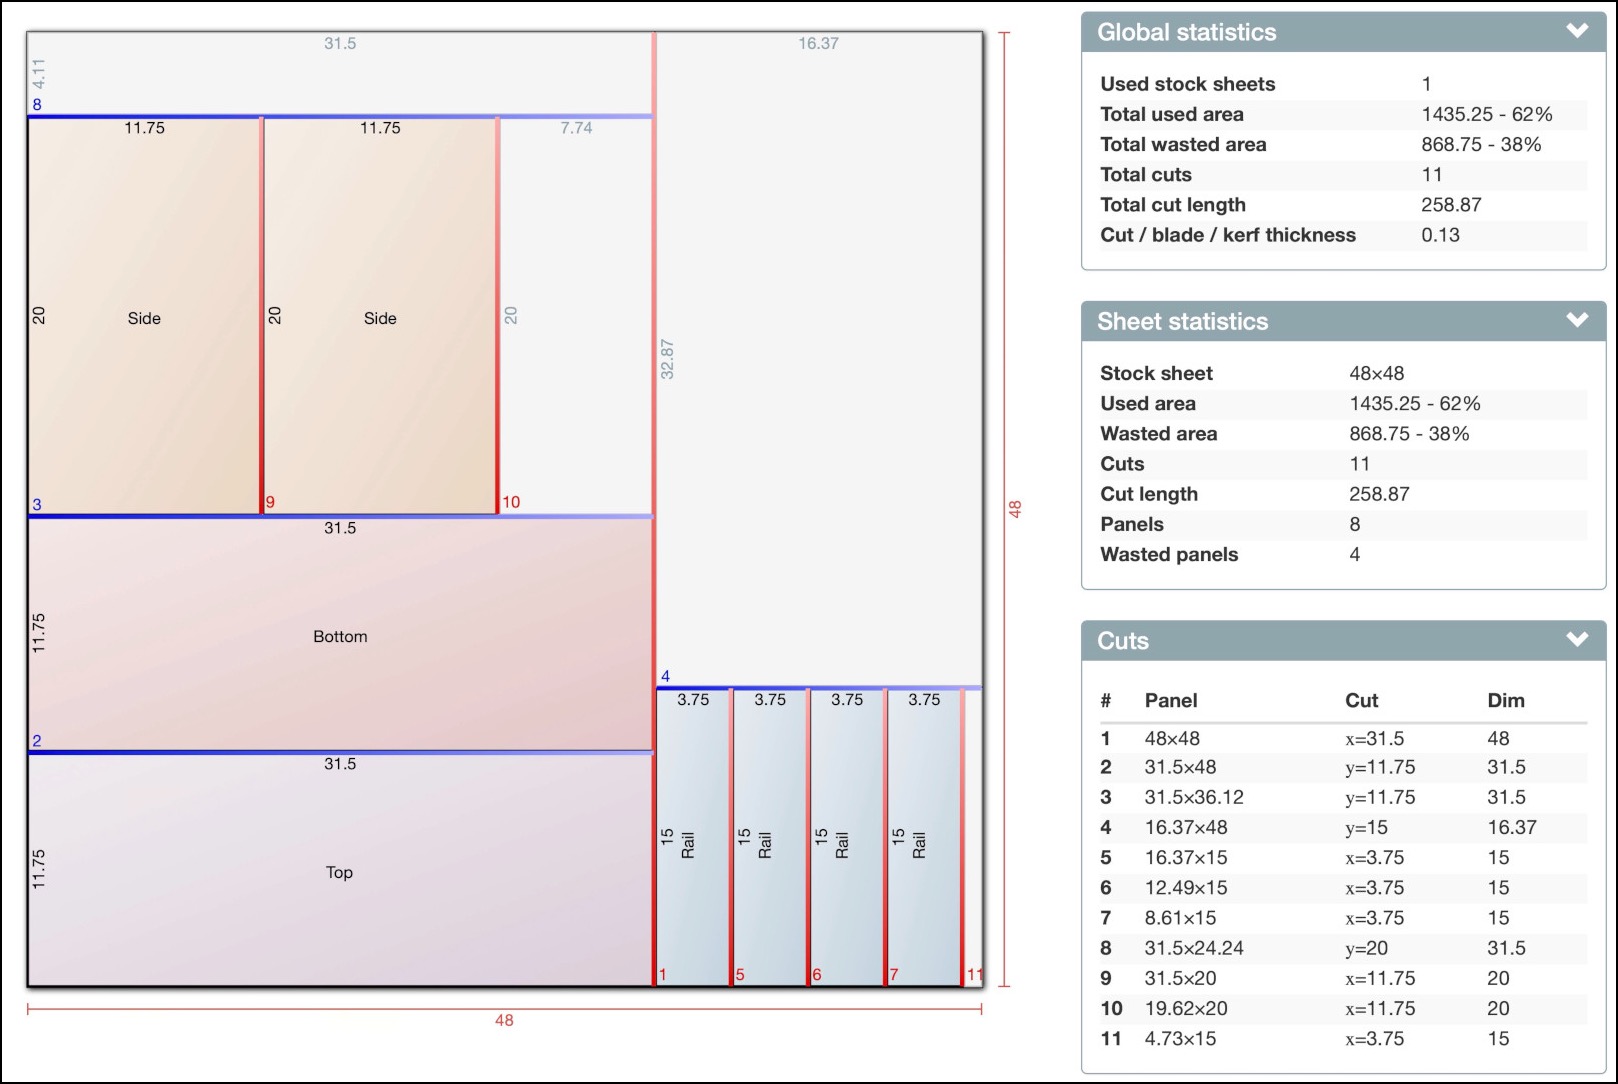 31.5
16.37
4.11
8
11.75
11.75
7.74
20
Side
20
Side
20
32.87
48
3
9
10
31.5
11.75
Bottom
4
3.75
3.75
3.75
3.75
2
31.5
11.75
Top
15
Rail
15
Rail
15
Rail
15
Rail
1
5
6
7
11
48
Global statistics
Used stock sheets 1
Total used area 1435.25 - 62%
Total wasted area 868.75 - 38%
Total cuts 11
Total cut length 258.87
Cut / blade / kerf thickness 0.13
Sheet statistics
Stock sheet 48×48
Used area 1435.25 - 62%
Wasted area 868.75 - 38%
Cuts 11
Cut length 258.87
Panels 8
Wasted panels 4
Cuts
# Panel Cut Dim
1 48×48 x=31.5 48
2 31.5×48 y=11.75 31.5
3 31.5×36.12 y=11.75 31.5
4 16.37×48 y=15 16.37
5 16.37×15 x=3.75 15
6 12.49×15 x=3.75 15
7 8.61×15 x=3.75 15
8 31.5×24.24 y=20 31.5
9 31.5×20 x=11.75 20
10 19.62×20 x=11.75 20
11 4.73×15 x=3.75 15